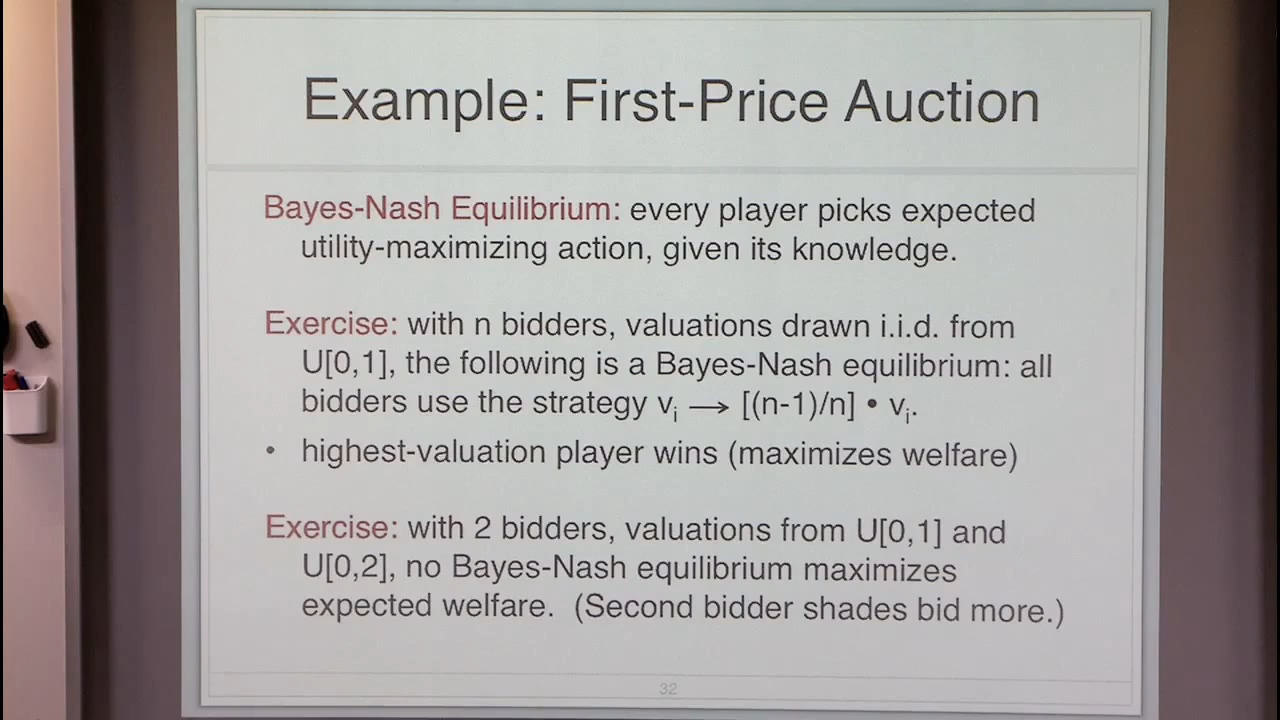 Example: First-Price Auction
Bayes-Nash Equilibrium: every player picks expected
utility-maximizing action, given its knowledge.
Exercise: with n bidders, valuations drawn i.i.d. from
U[0,1], the following is a Bayes-Nash equilibrium: all
bidders use the strategy vᵢ ⟶ [(n-1)/n] • vᵢ.
• highest-valuation player wins (maximizes welfare)
Exercise: with 2 bidders, valuations from U[0,1] and
U[0,2], no Bayes-Nash equilibrium maximizes
expected welfare. (Second bidder shades bid more.)
32